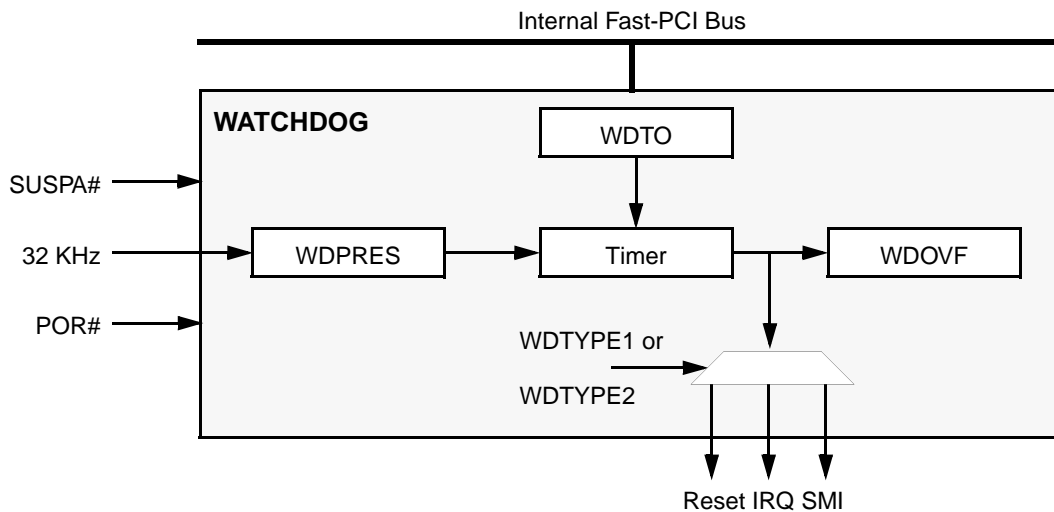 Internal Fast-PCI Bus
WATCHDOG
WDTO
SUSPA#
32 KHz
WDPRES
Timer
WDOVF
POR#
WDTYPE1 or
WDTYPE2
Reset IRQ SMI